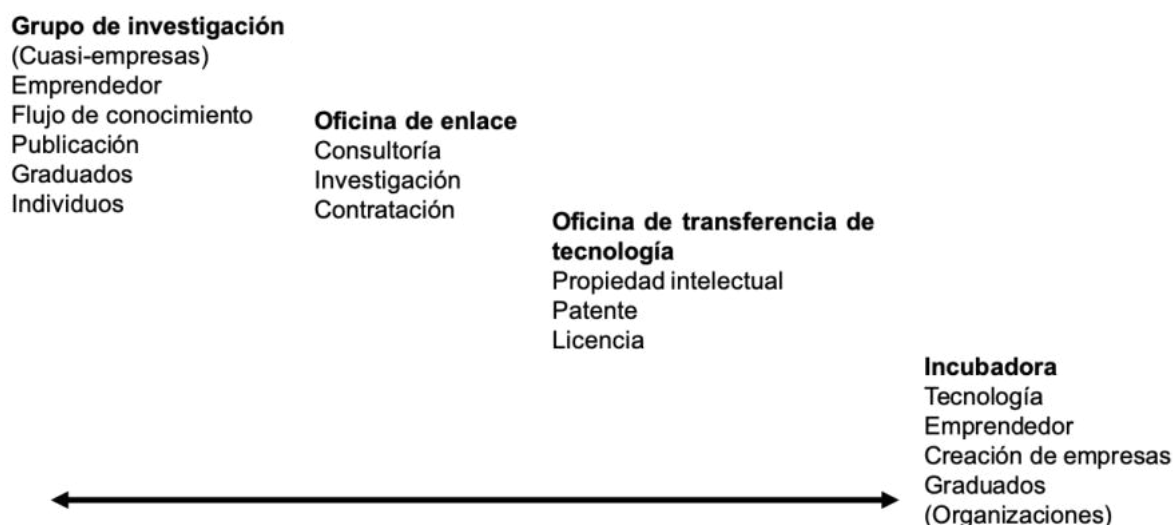 Grupo de investigación
(Cuasi-empresas)
Emprendedor
Flujo de conocimiento
Publicación
Graduados
Individuos
Oficina de enlace
Consultoría
Investigación
Contratación
Oficina de transferencia de
tecnología
Propiedad intelectual
Patente
Licencia
Incubadora
Tecnología
Emprendedor
Creación de empresas
Graduados
(Organizaciones)